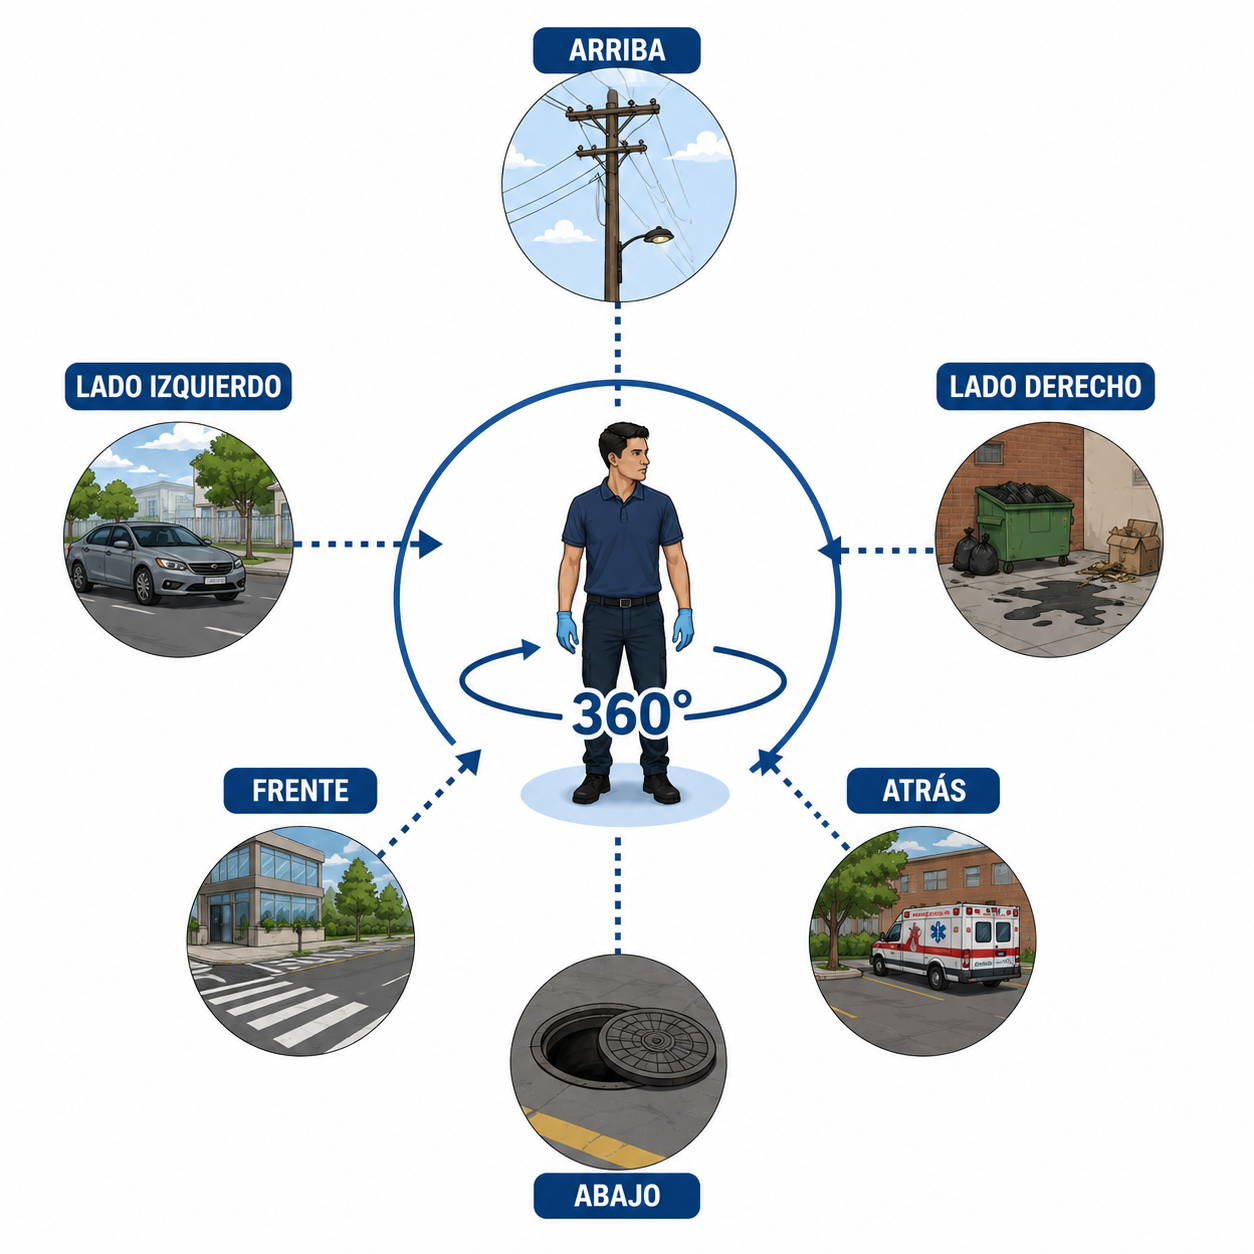 ARRIBA
LADO IZQUIERDO
LADO DERECHO
360°
FRENTE
ATRÁS
ABAJO